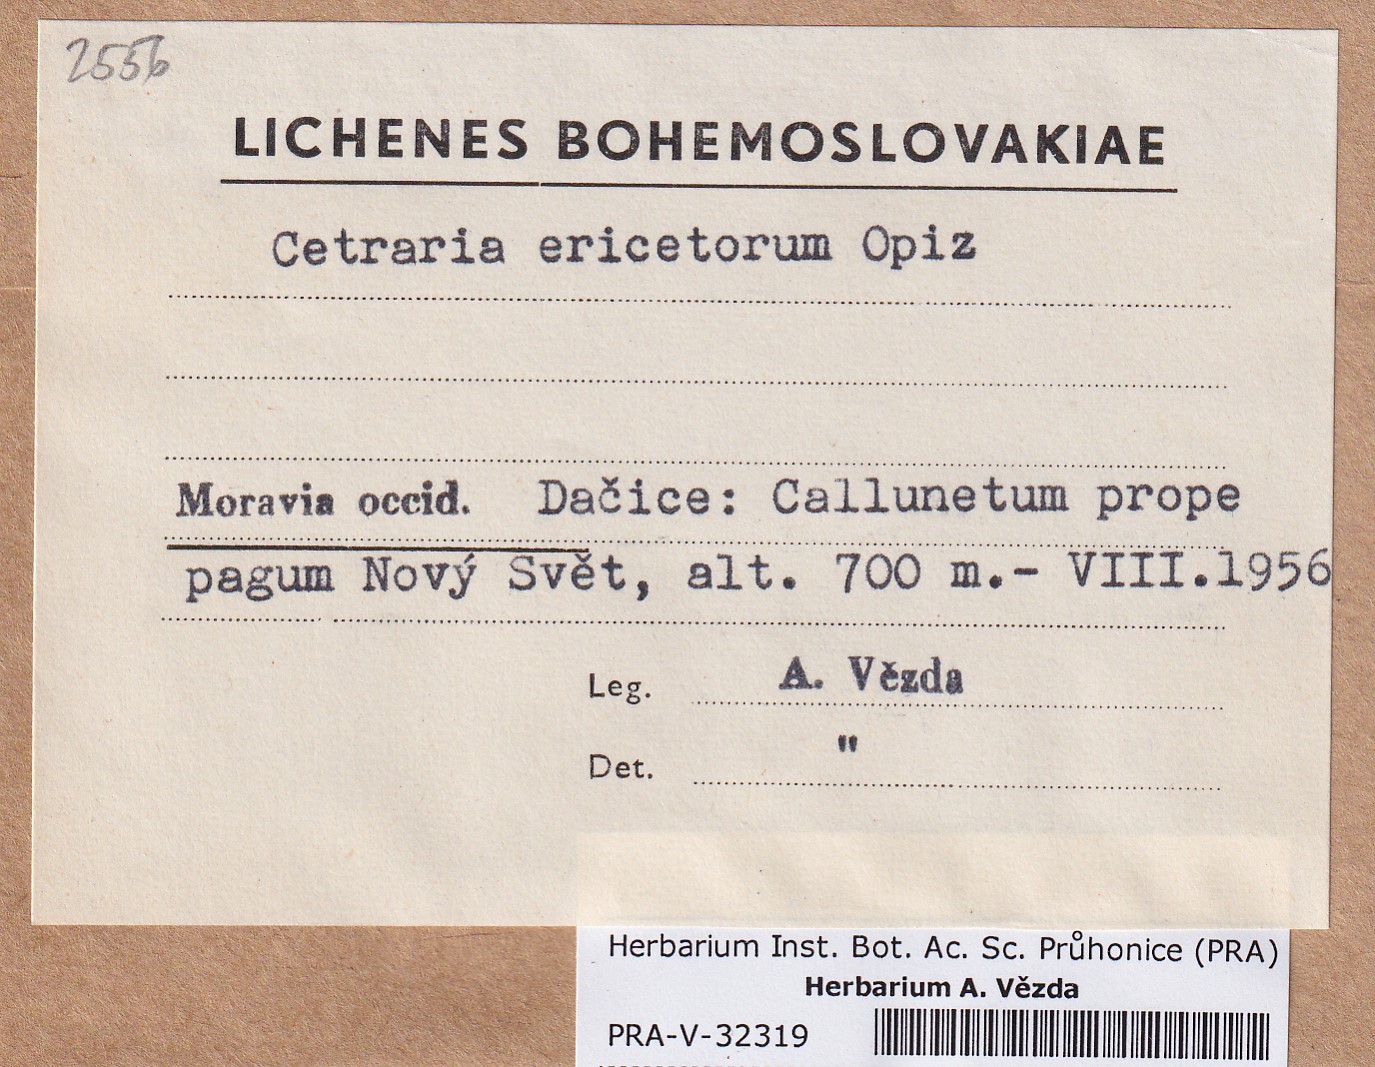 2556
LICHENES BOHEMOSLOVAKIAE
Cetraria ericetorum Opiz
Moravia occid. Dačice: Callunetum prope
pagum Nový Svět, alt. 700 m.- VIII.1956
Leg. A. Vězda
Det. "
Herbarium Inst. Bot. Ac. Sc. Průhonice (PRA)
Herbarium A. Vězda
PRA-V-32319